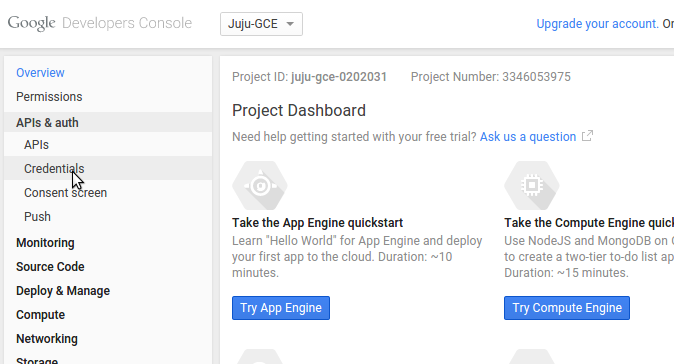 Google Developers Console
Juju-GCE
Upgrade your account. Or
Overview
Permissions
APIs & auth
APIs
Credentials
Consent screen
Push
Monitoring
Source Code
Deploy & Manage
Compute
Networking
Storage
Project ID: juju-gce-0202031 Project Number: 3346053975
Project Dashboard
Need help getting started with your free trial? Ask us a question
Take the App Engine quickstart
Learn "Hello World" for App Engine and deploy
your first app to the cloud. Duration: ~10
minutes.
Try App Engine
Take the Compute Engine quick
Use NodeJS and MongoDB on
to create a two-tier to-do list ap
Duration: ~15 minutes.
Try Compute Engine